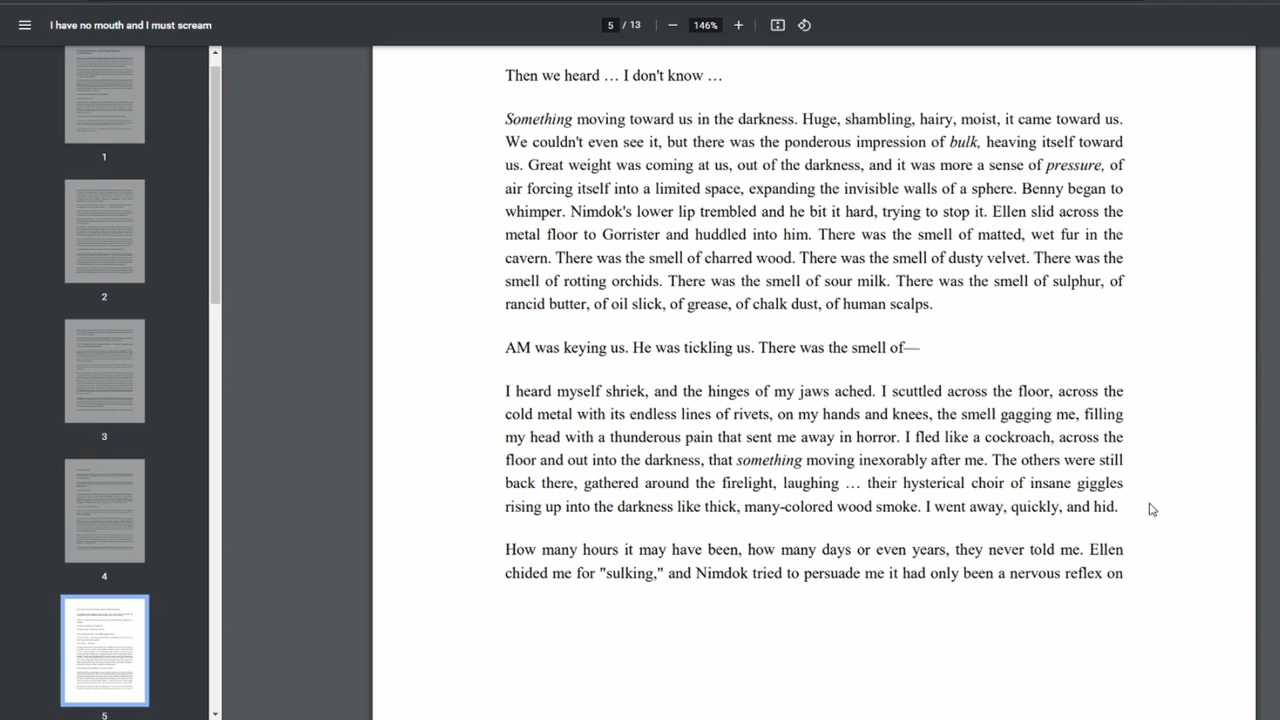 I have no mouth and I must scream
5 / 13
146%
1
2
3
4
5
Then we heard … I don't know …
Something moving toward us in the darkness. Huge, shambling, hairy, moist, it came toward us.
We couldn't even see it, but there was the ponderous impression of bulk, heaving itself toward
us. Great weight was coming at us, out of the darkness, and it was more a sense of pressure, of
air forcing itself into a limited space, expanding the invisible walls of a sphere. Benny began to
whimper. Nimdok's lower lip trembled and he bit it hard, trying to stop it. Ellen slid across the
metal floor to Gorrister and huddled into him. There was the smell of matted, wet fur in the
cavern. There was the smell of charred wood. There was the smell of dusty velvet. There was the
smell of rotting orchids. There was the smell of sour milk. There was the smell of sulphur, of
rancid butter, of oil slick, of grease, of chalk dust, of human scalps.
AM was keying us. He was tickling us. There was the smell of—
I heard myself shriek, and the hinges of my jaws ached. I scuttled across the floor, across the
cold metal with its endless lines of rivets, on my hands and knees, the smell gagging me, filling
my head with a thunderous pain that sent me away in horror. I fled like a cockroach, across the
floor and out into the darkness, that something moving inexorably after me. The others were still
back there, gathered around the firelight, laughing … their hysterical choir of insane giggles
rising up into the darkness like thick, many-colored wood smoke. I went away, quickly, and hid.
How many hours it may have been, how many days or even years, they never told me. Ellen
chided me for "sulking," and Nimdok tried to persuade me it had only been a nervous reflex on